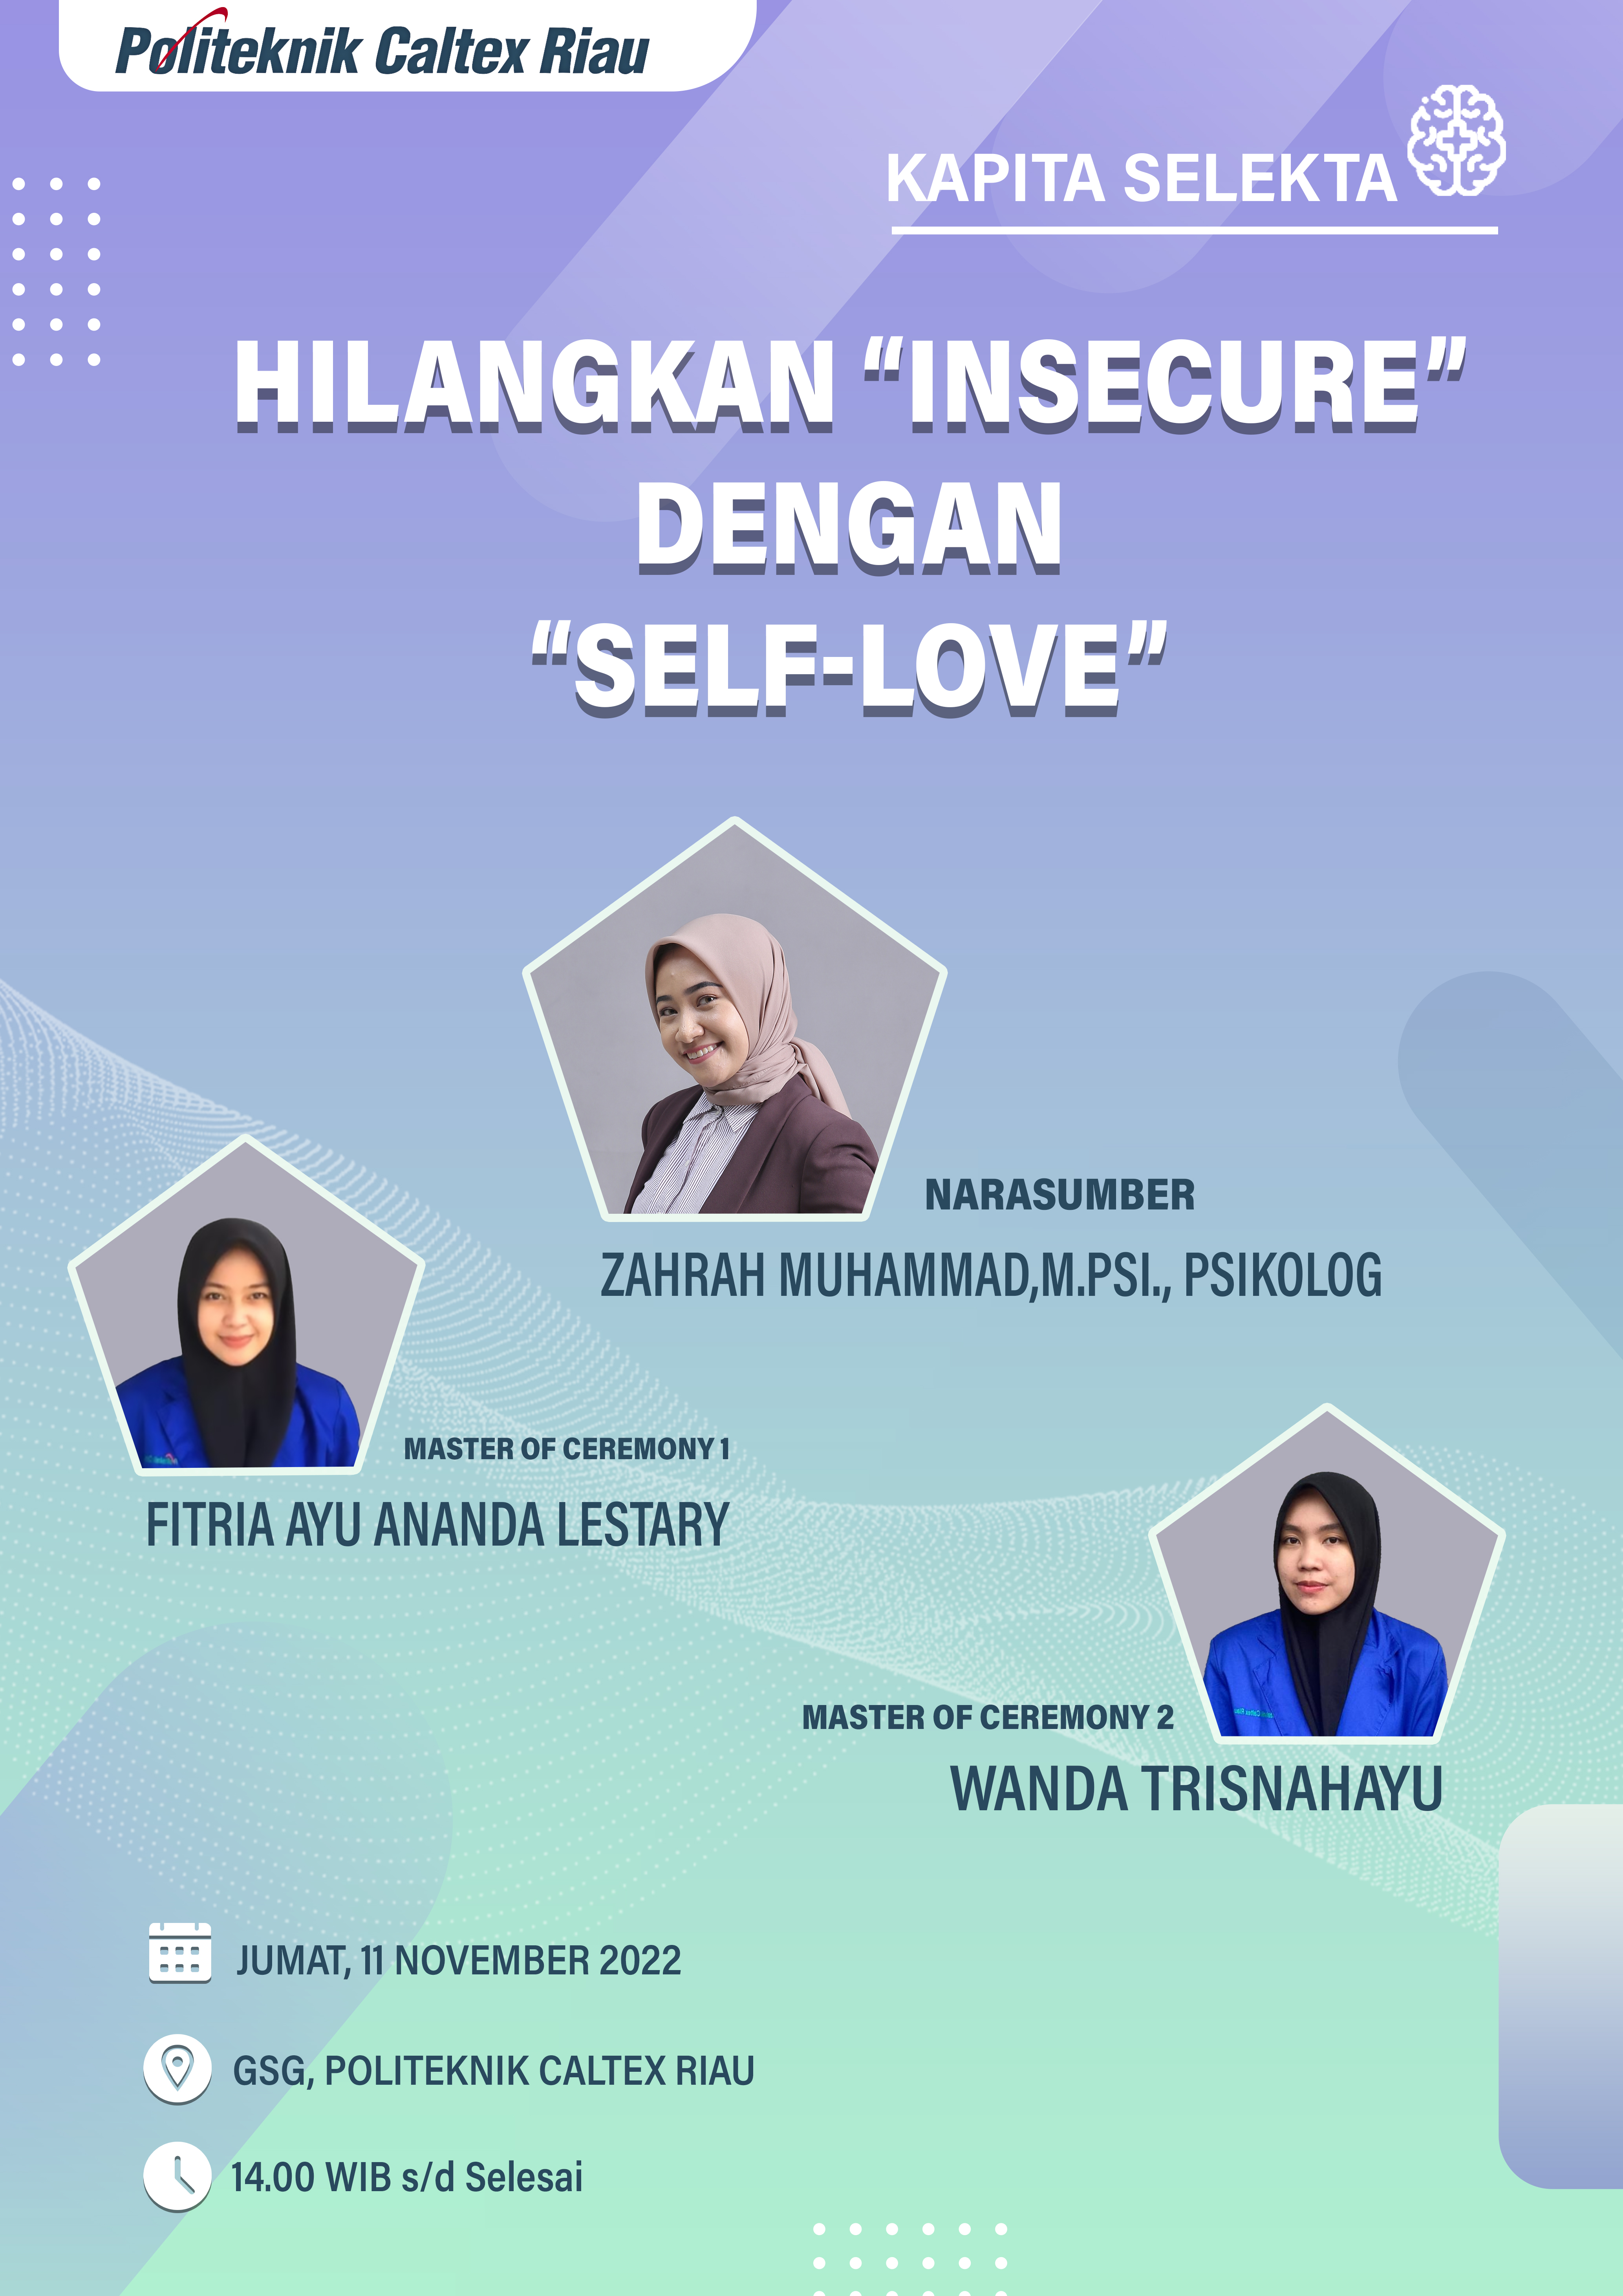 Politeknik Caltex Riau
KAPITA SELEKTA
HILANGKAN “INSECURE”
DENGAN
“SELF-LOVE”
NARASUMBER
ZAHRAH MUHAMMAD,M.PSI., PSIKOLOG
MASTER OF CEREMONY 1
FITRIA AYU ANANDA LESTARY
MASTER OF CEREMONY 2
WANDA TRISNAHAYU
JUMAT, 11 NOVEMBER 2022
GSG, POLITEKNIK CALTEX RIAU
14.00 WIB s/d Selesai